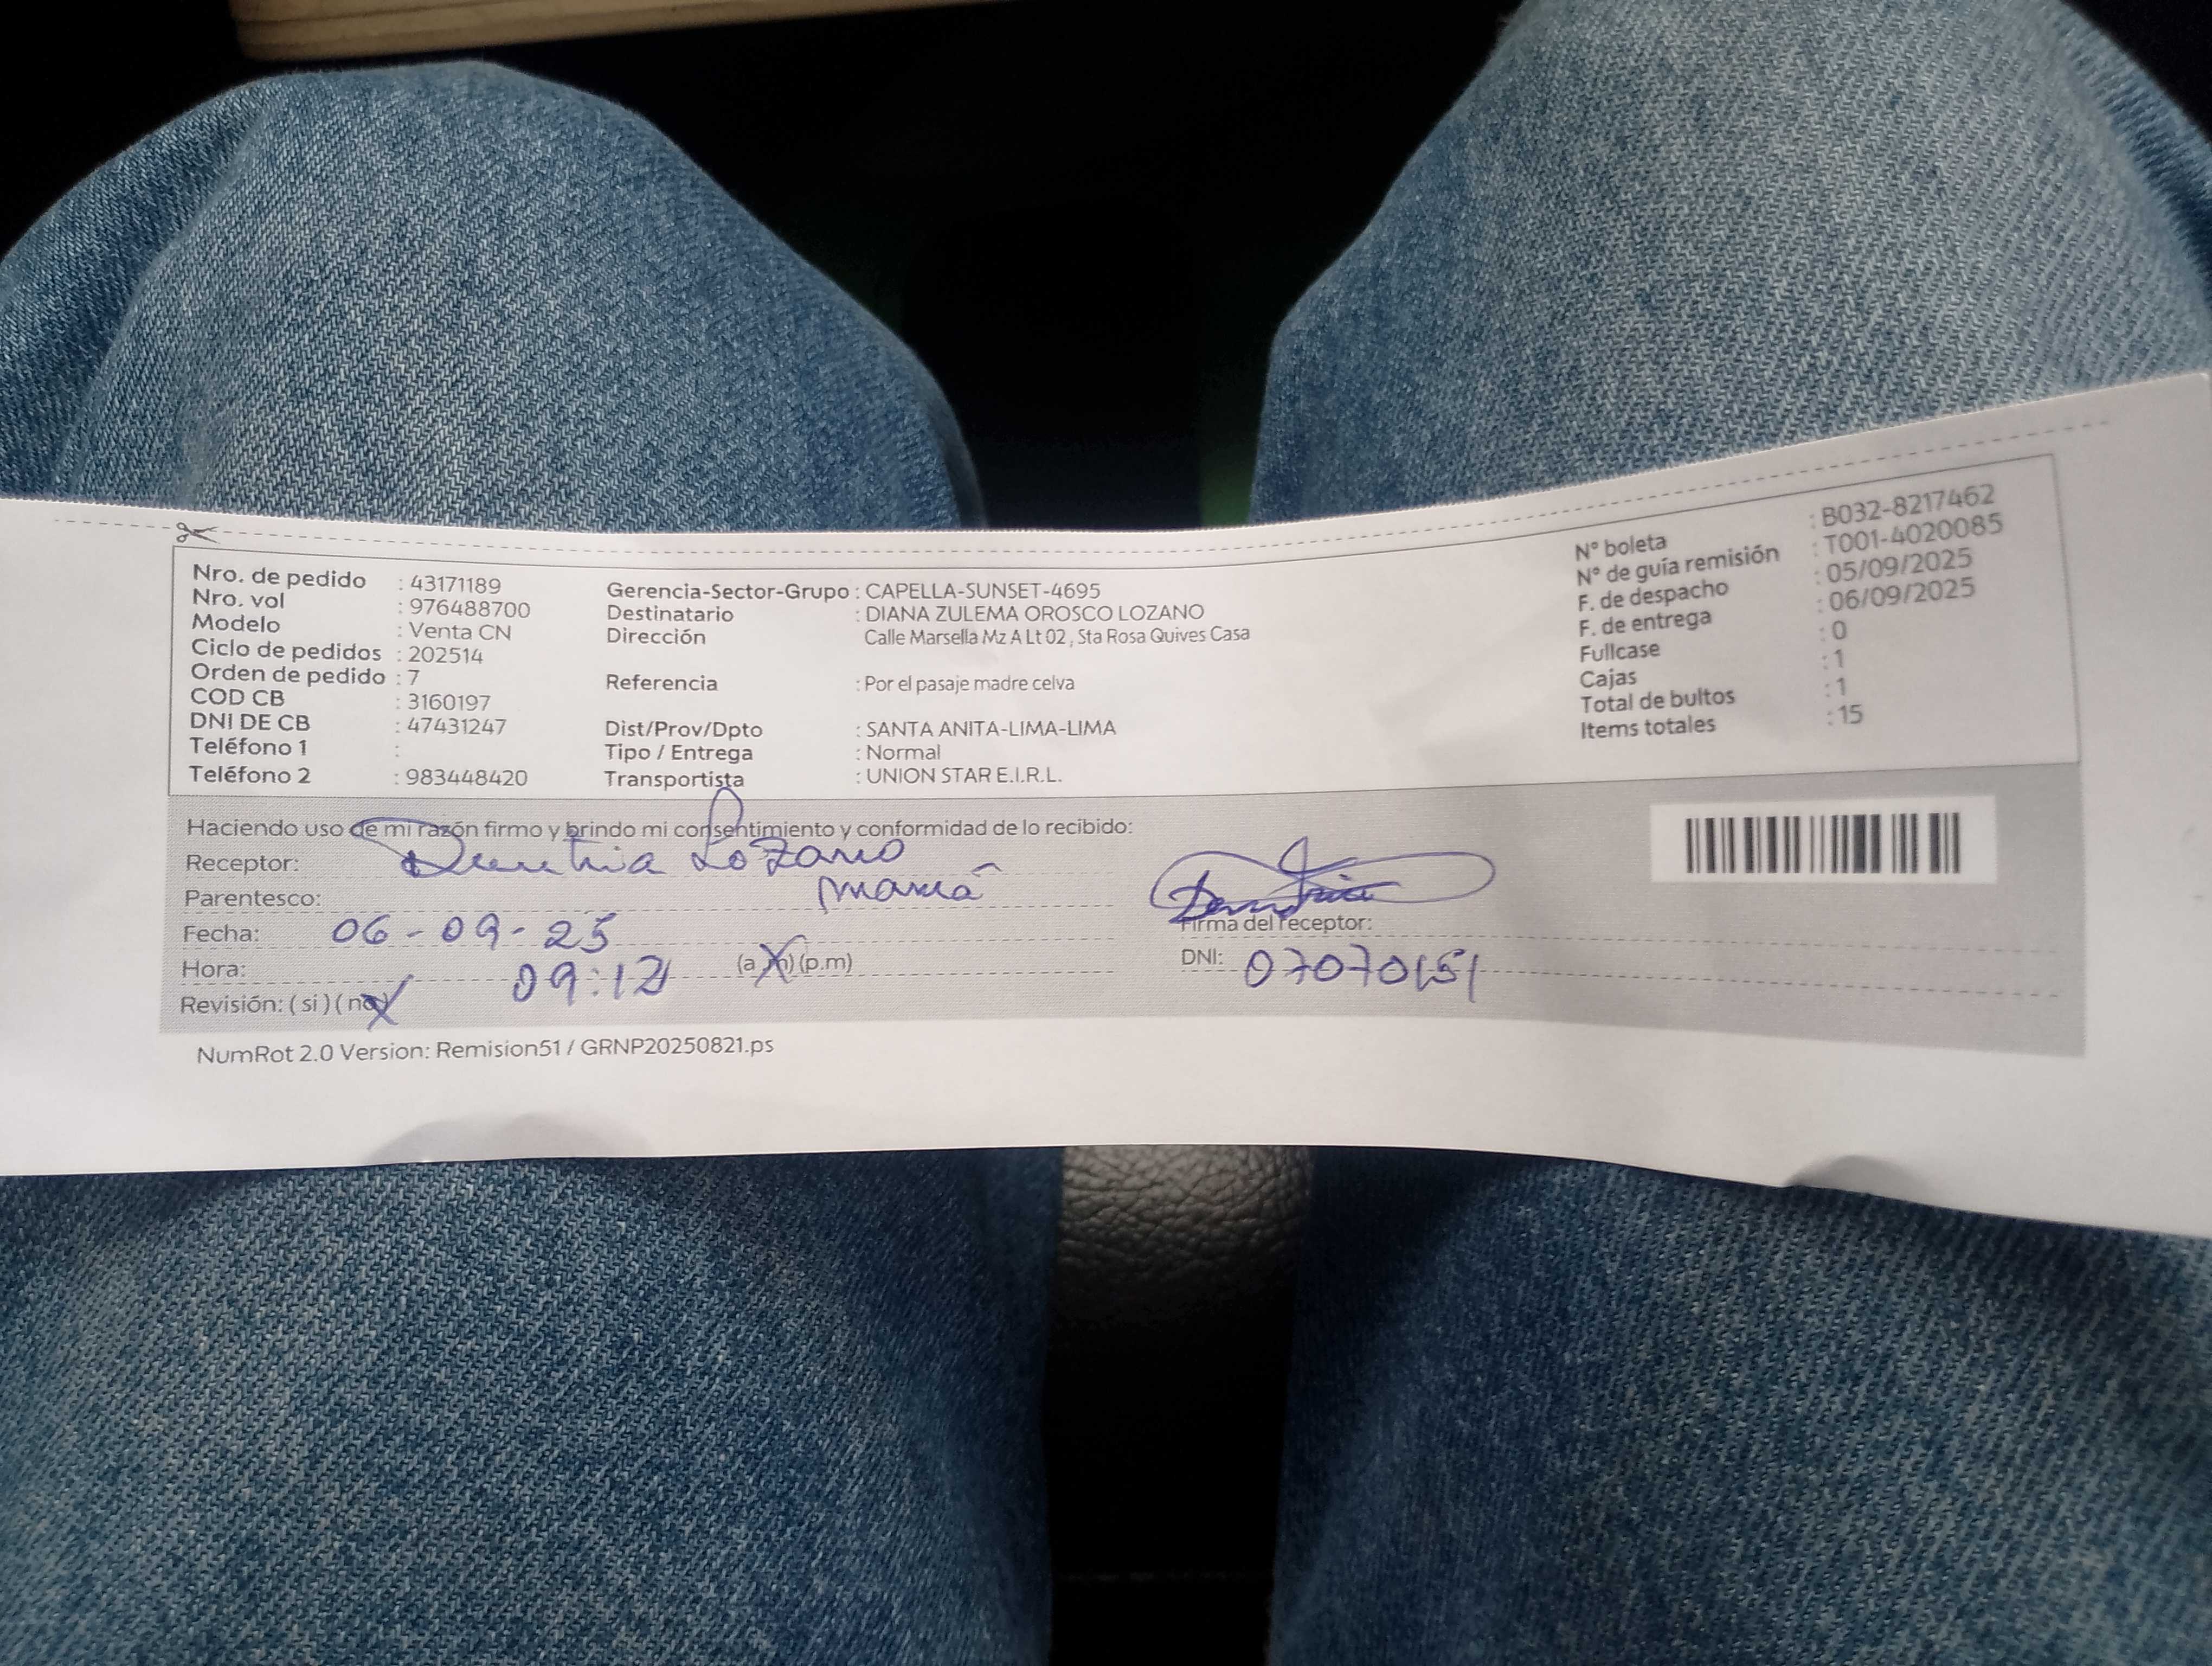 Nro. de pedido : 43171189
Nro. vol : 976488700
Modelo : Venta CN
Ciclo de pedidos : 202514
Orden de pedido : 7
COD CB : 3160197
DNI DE CB : 47431247
Teléfono 1 :
Teléfono 2 : 983448420
Gerencia-Sector-Grupo : CAPELLA-SUNSET-4695
Destinatario : DIANA ZULEMA OROSCO LOZANO
Dirección Calle Marsella Mz A Lt 02 , Sta Rosa Quives Casa
Referencia : Por el pasaje madre celva
Dist/Prov/Dpto : SANTA ANITA-LIMA-LIMA
Tipo / Entrega : Normal
Transportista : UNION STAR E.I.R.L.
N° boleta : B032-8217462
N° de guía remisión : T001-4020085
F. de despacho : 05/09/2025
F. de entrega : 06/09/2025
Fullcase : 0
Cajas : 1
Total de bultos : 1
Items totales : 15
Haciendo uso de mi razón firmo y brindo mi consentimiento y conformidad de lo recibido:
Receptor: Lozano
Parentesco: mamá
Fecha: 06-09-25
Hora: 09:12 (a.m) (p.m)
Revisión: ( si ) ( no )
Firma del receptor:
DNI: 07070151
NumRot 2.0 Version: Remision51 / GRNP20250821.ps